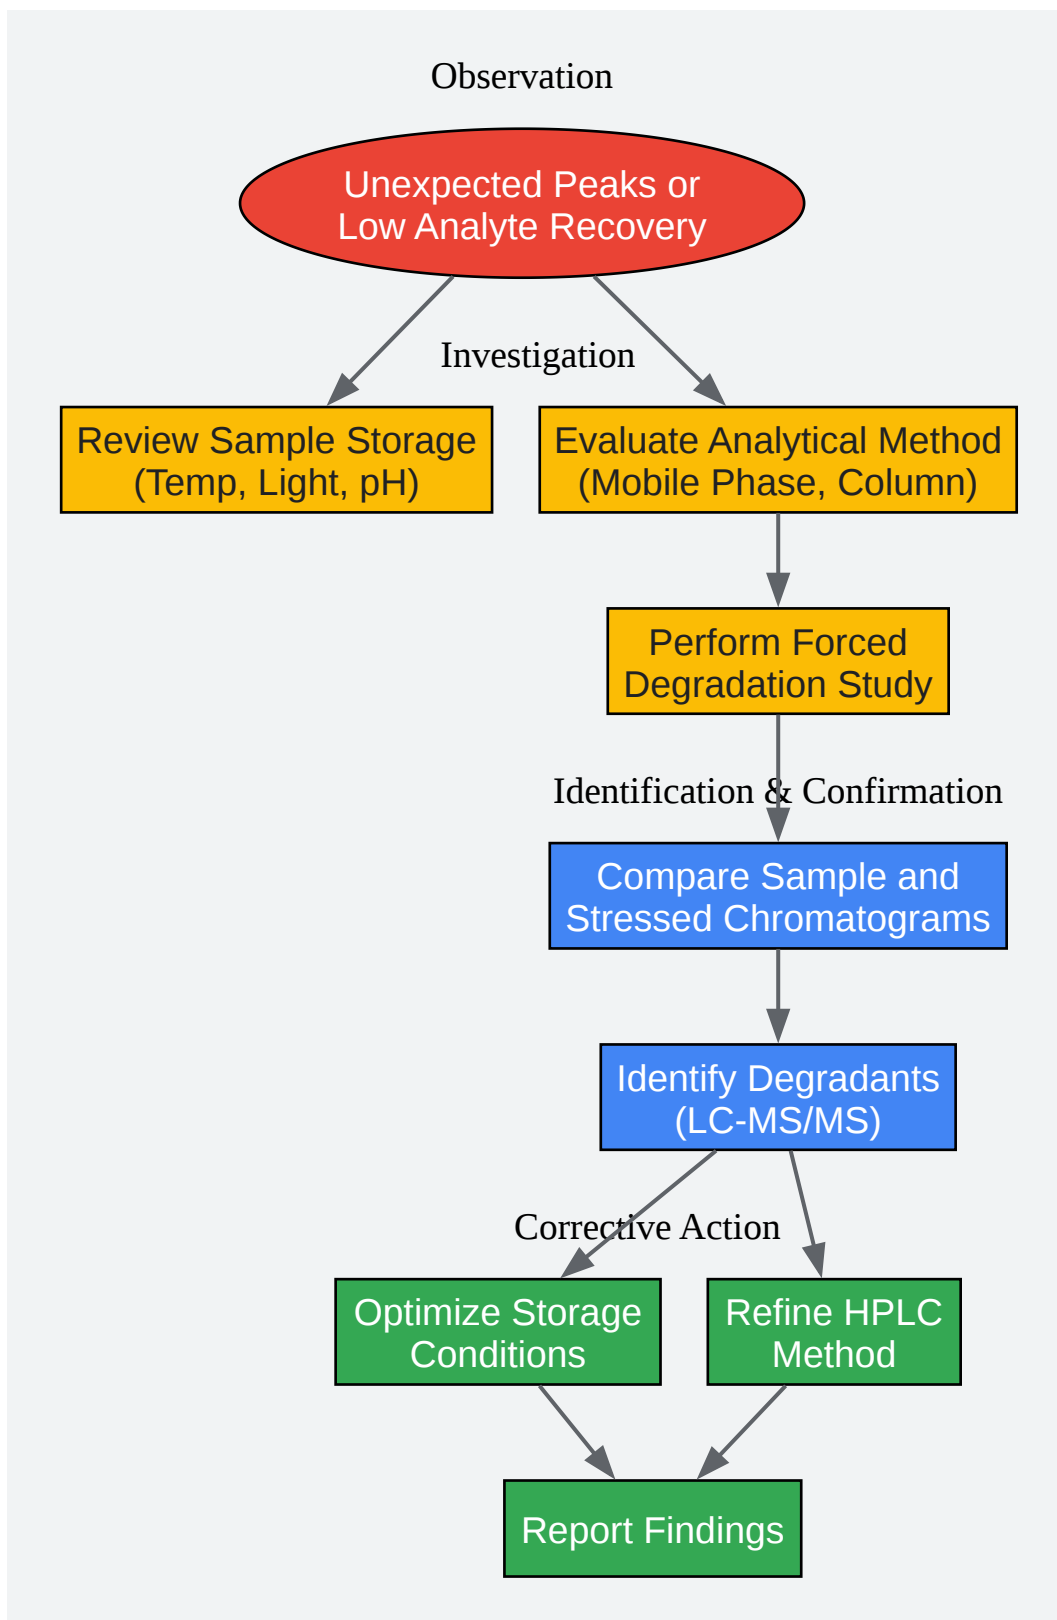 Observation
Unexpected Peaks or
Low Analyte Recovery
Investigation
Review Sample Storage
(Temp, Light, pH)
Evaluate Analytical Method
(Mobile Phase, Column)
Perform Forced
Degradation Study
Identification & Confirmation
Compare Sample and
Stressed Chromatograms
Identify Degradants
(LC-MS/MS)
Corrective Action
Optimize Storage
Conditions
Refine HPLC
Method
Report Findings